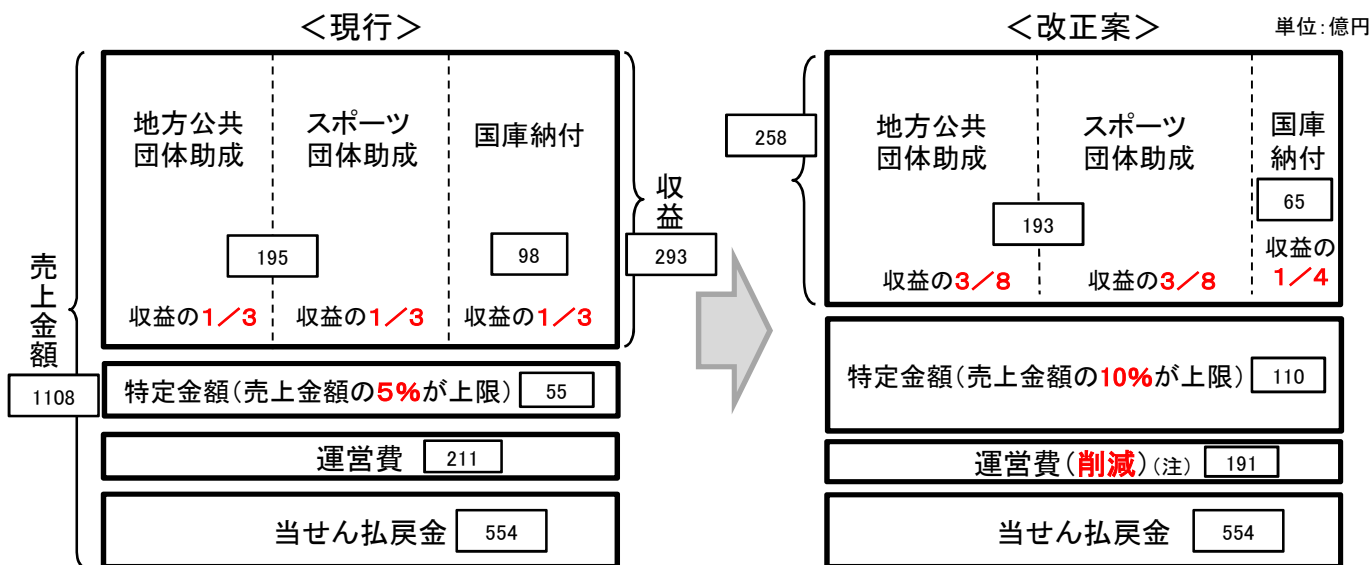 <現行>
売上金額
1108
地方公共
団体助成
スポーツ
団体助成
国庫納付
195
98
収益の1/3
収益の1/3
収益の1/3
収益
293
特定金額(売上金額の5%が上限)
55
運営費
211
当せん払戻金
554
<改正案>
単位:億円
258
地方公共
団体助成
スポーツ
団体助成
国庫
納付
65
193
収益の3/8
収益の3/8
収益の
1/4
特定金額(売上金額の10%が上限)
110
運営費(削減)(注)
191
当せん払戻金
554